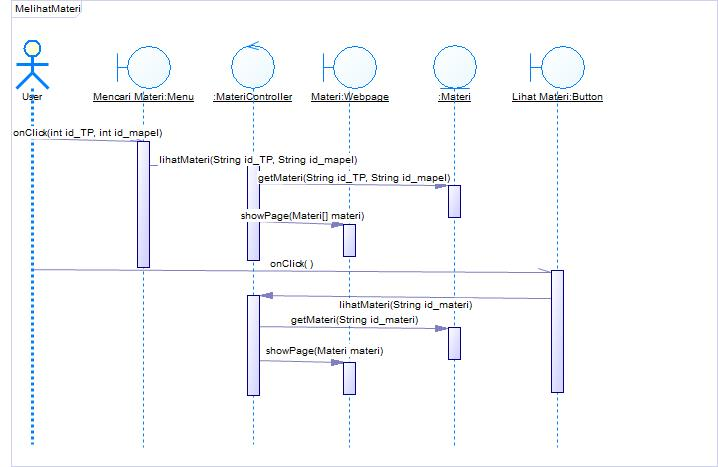 MelihatMateri
User
Mencari Materi:Menu
:MateriController
Materi:Webpage
:Materi
Lihat Materi:Button
onClick(int id_TP, int id_mapel)
lihatMateri(String id_TP, String id_mapel)
getMateri(String id_TP, String id_mapel)
showPage(Materi[] materi)
onClick( )
lihatMateri(String id_materi)
getMateri(String id_materi)
showPage(Materi materi)